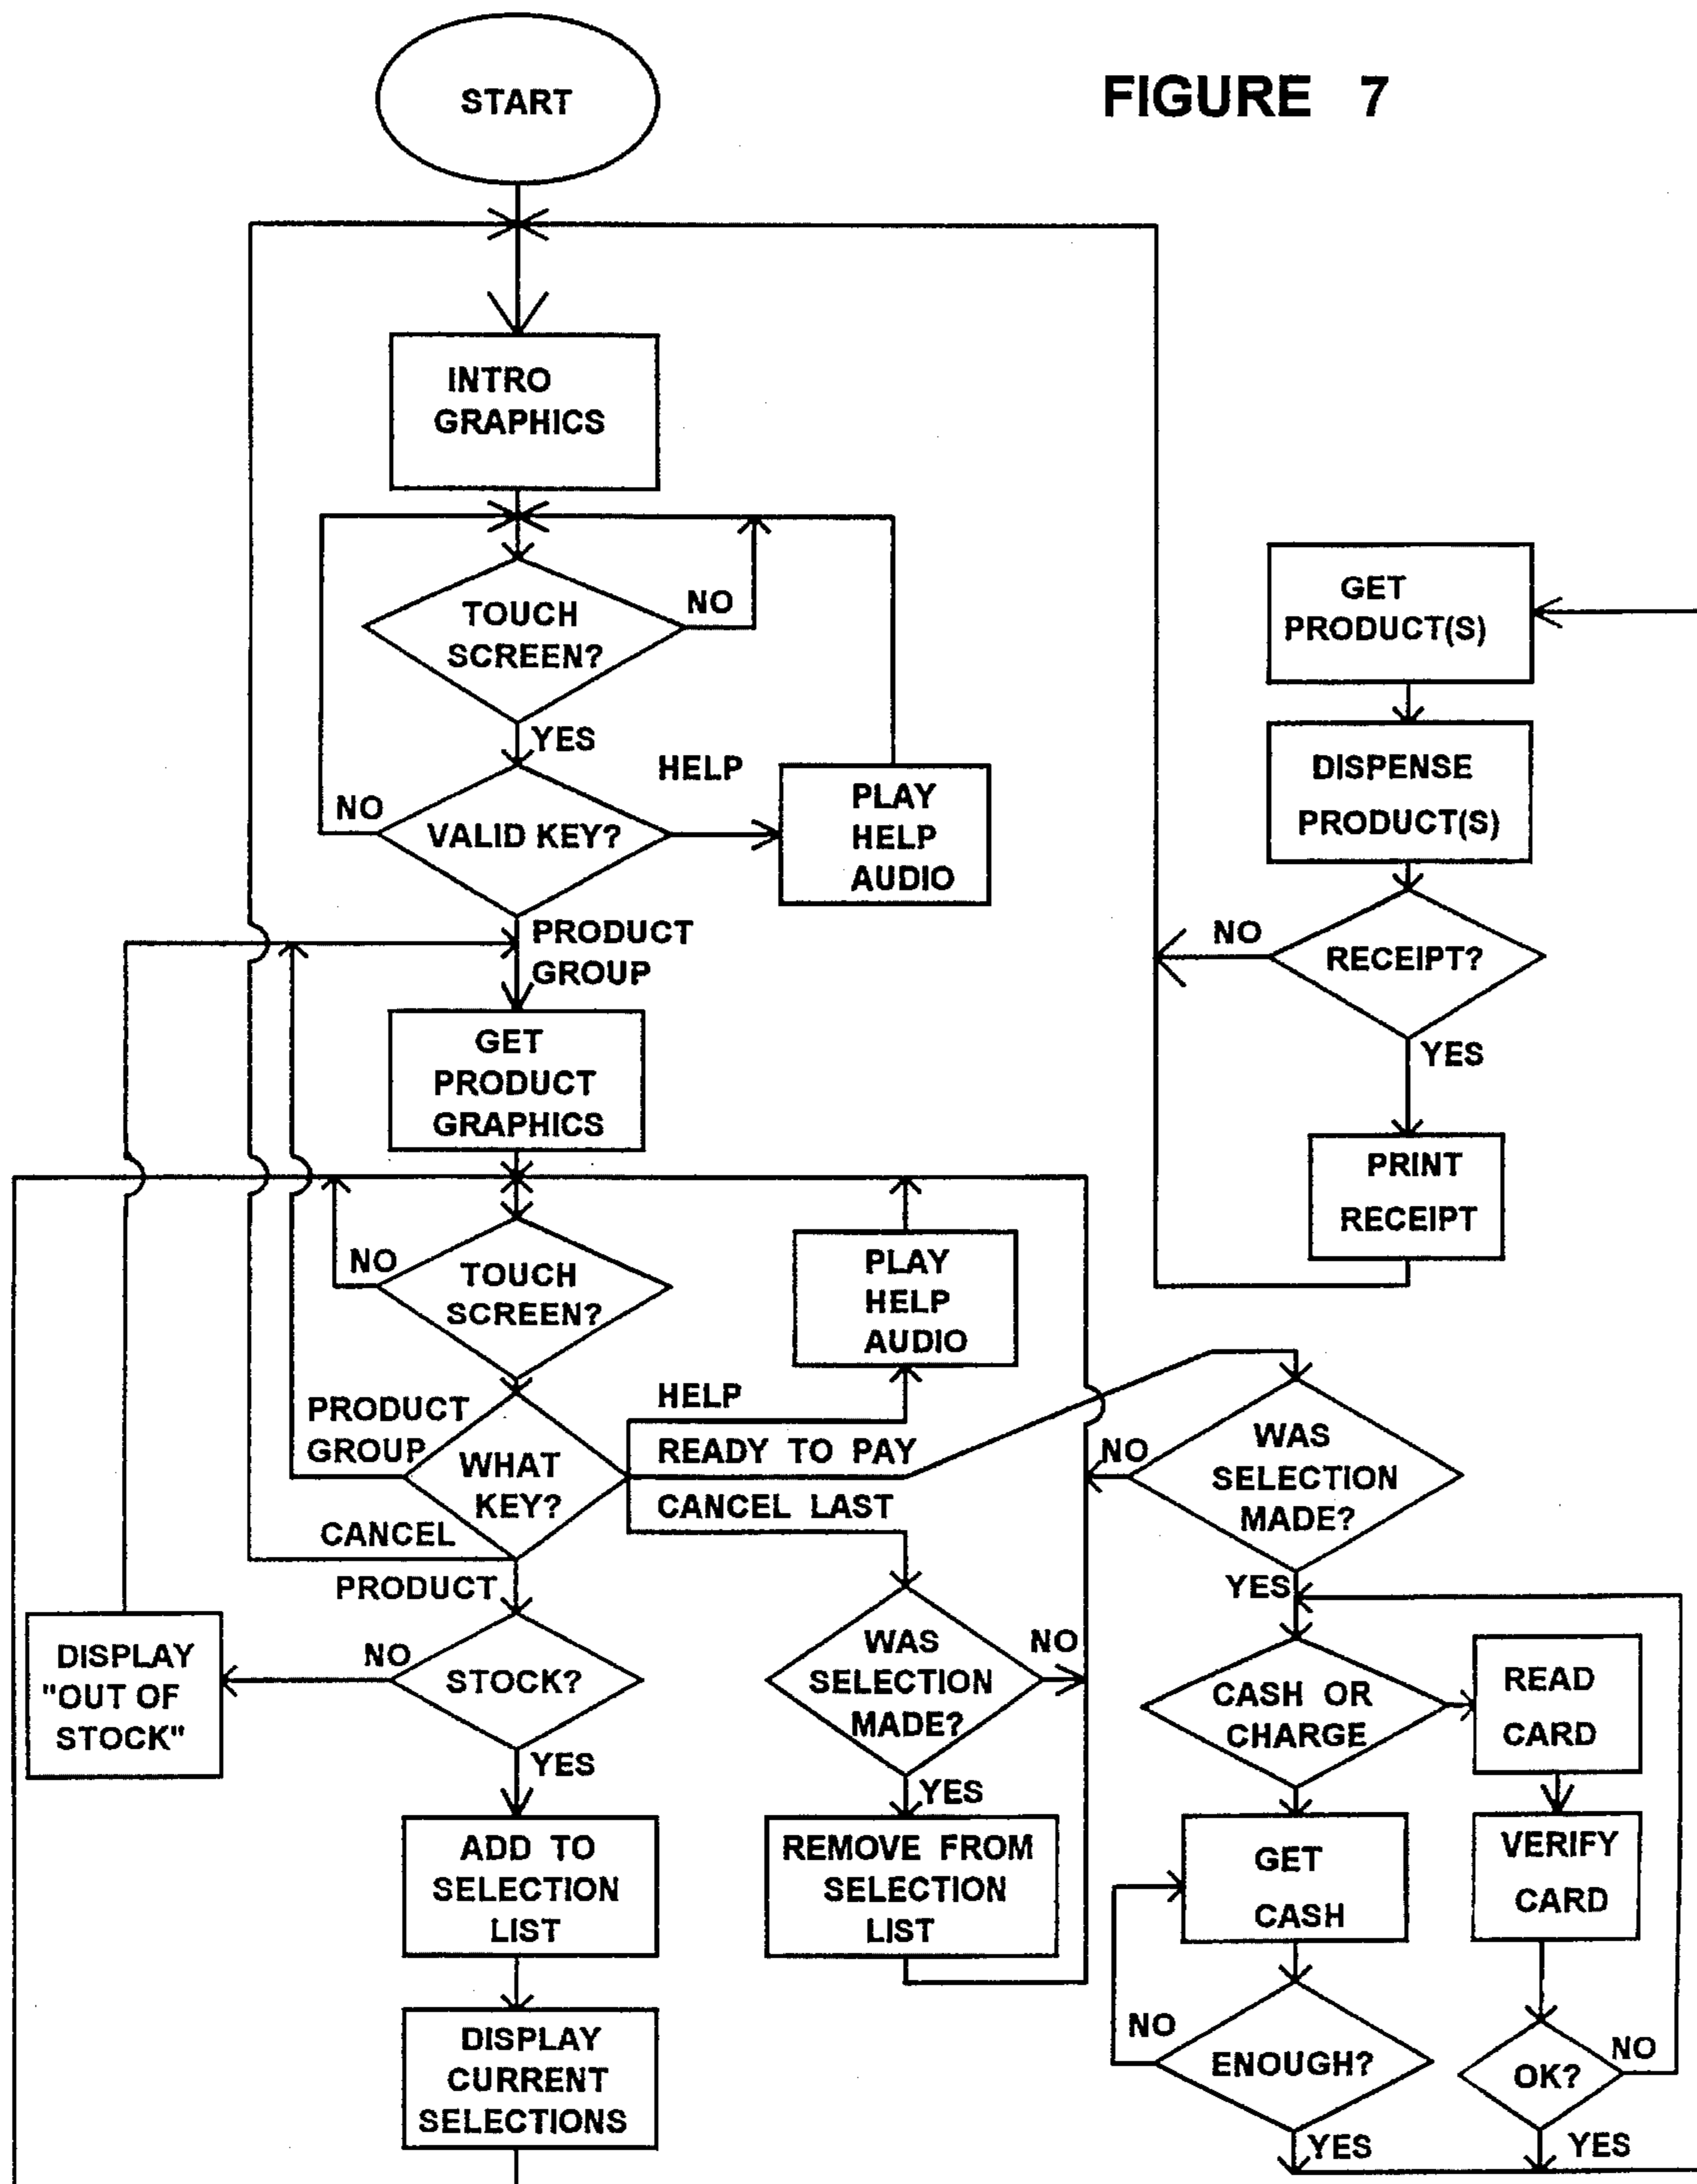 FIGURE 7
START
INTRO
GRAPHICS
TOUCH
SCREEN?
NO
YES
HELP
NO
VALID KEY?
PLAY
HELP
AUDIO
PRODUCT
GROUP
GET
PRODUCT
GRAPHICS
NO
TOUCH
SCREEN?
PLAY
HELP
AUDIO
PRODUCT
GROUP
WHAT
KEY?
HELP
READY TO PAY
CANCEL LAST
CANCEL
PRODUCT
DISPLAY
"OUT OF
STOCK"
NO
STOCK?
YES
ADD TO
SELECTION
LIST
DISPLAY
CURRENT
SELECTIONS
WAS
SELECTION
MADE?
NO
YES
REMOVE FROM
SELECTION
LIST
NO
WAS
SELECTION
MADE?
YES
CASH OR
CHARGE
READ
CARD
VERIFY
CARD
GET
CASH
NO
ENOUGH?
YES
OK?
NO
YES
GET
PRODUCT(S)
DISPENSE
PRODUCT(S)
NO
RECEIPT?
YES
PRINT
RECEIPT